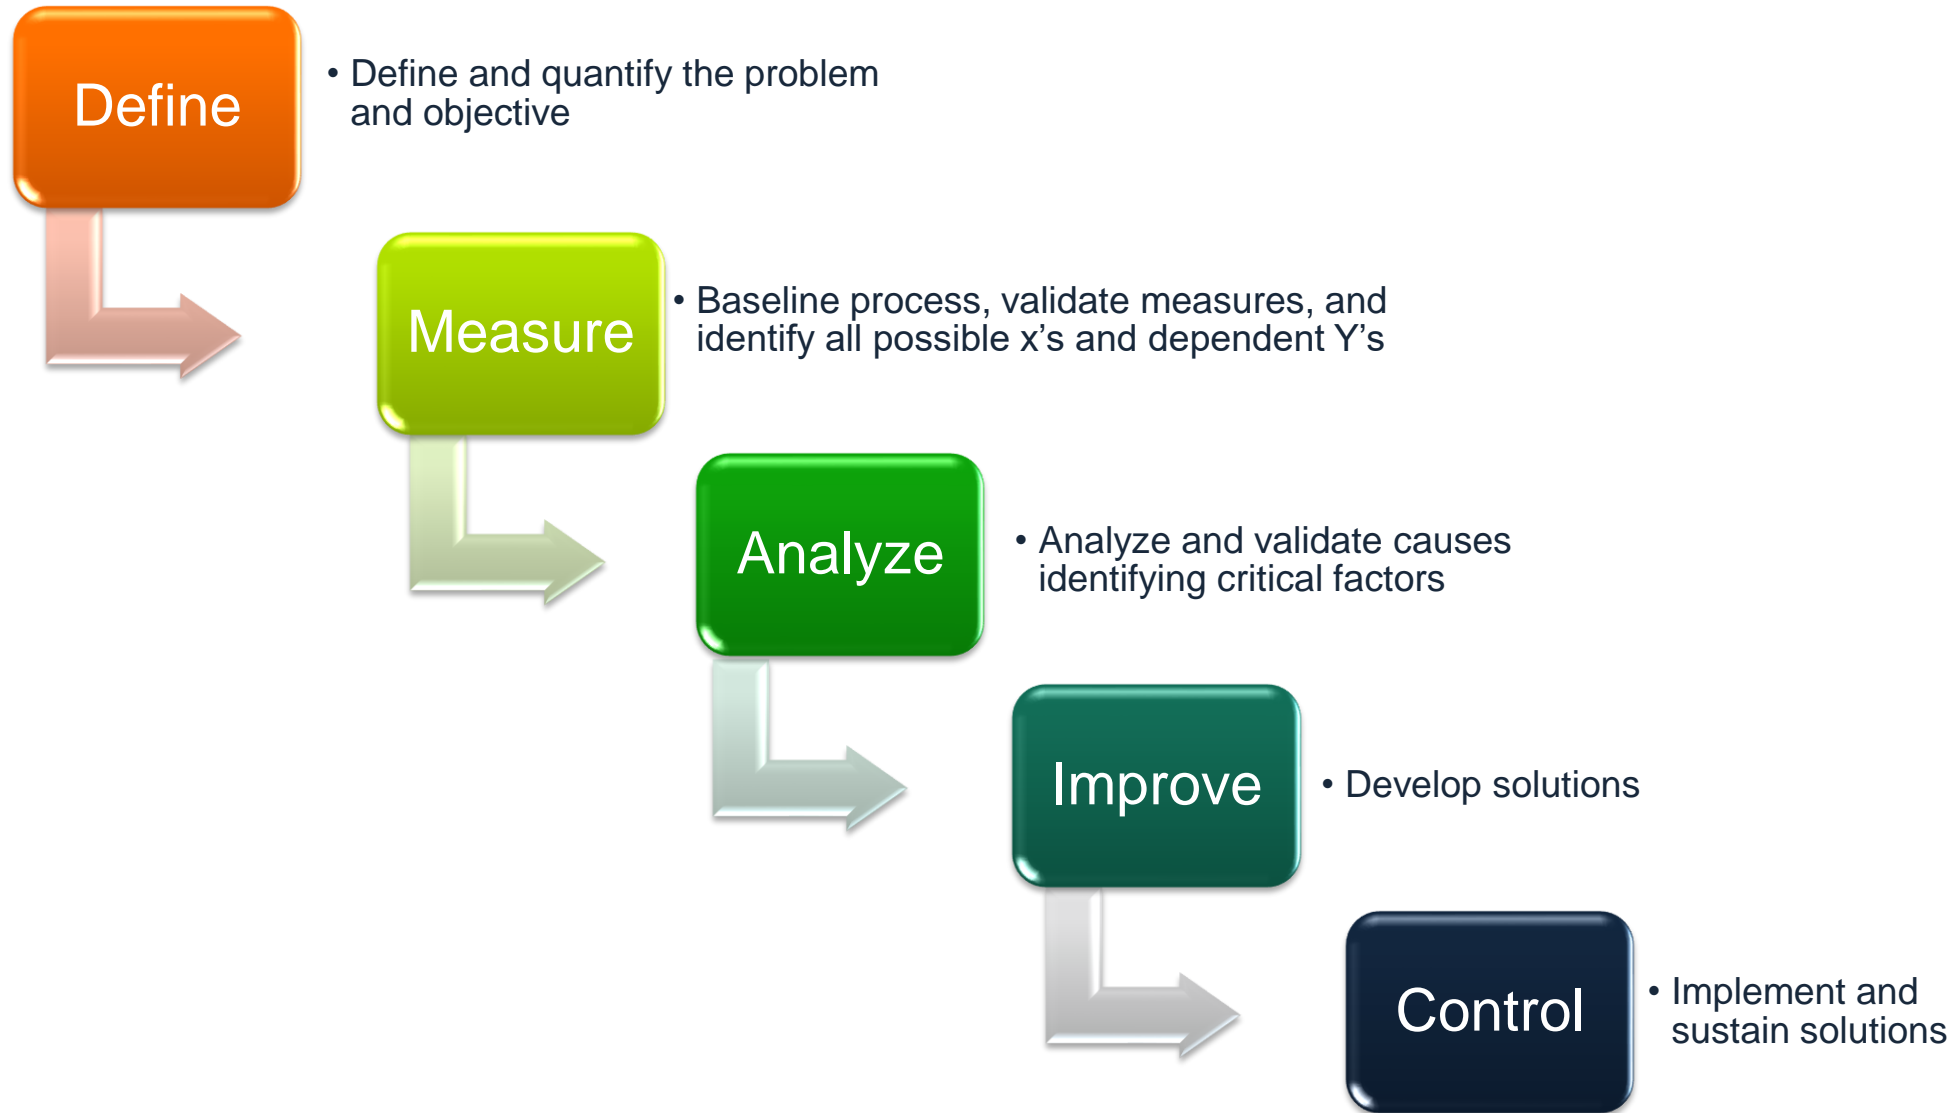 Define
• Define and quantify the problem
and objective
Measure
• Baseline process, validate measures, and
identify all possible x’s and dependent Y’s
Analyze
• Analyze and validate causes
identifying critical factors
Improve
• Develop solutions
Control
• Implement and
sustain solutions